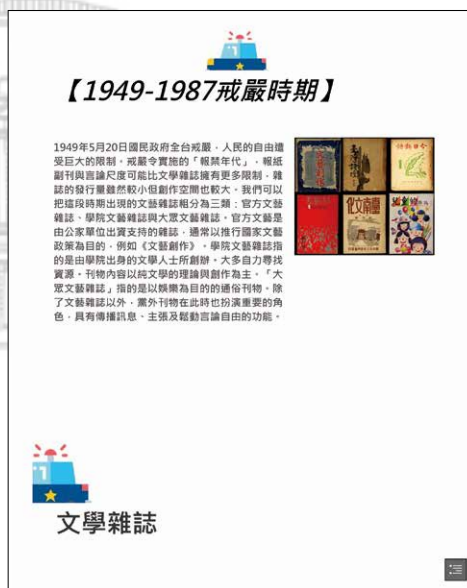 【1949-1987戒嚴時期】
1949年5月20日國民政府全台戒嚴，人民的自由遭
受巨大的限制。戒嚴令實施的「報禁年代」，報紙
副刊與言論尺度可能比文學雜誌擁有更多限制，雜
誌的發行量雖然較小但創作空間也較大。我們可以
把這段時期出現的文藝雜誌粗分為三類：官方文藝
雜誌、學院文藝雜誌與大眾文藝雜誌。官方文藝是
由公家單位出資支持的雜誌，通常以推行國家文藝
政策為目的，例如《文藝創作》。學院文藝雜誌指
的是由學院出身的文學人士所創辦，大多自力尋找
資源，刊物內容以純文學的理論與創作為主。「大
眾文藝雜誌」指的是以娛樂為目的的通俗刊物。除
了文藝雜誌以外，黨外刊物在此時也扮演重要的角
色，具有傳播訊息、主張及鬆動言論自由的功能。
臺南文化
文學雜誌